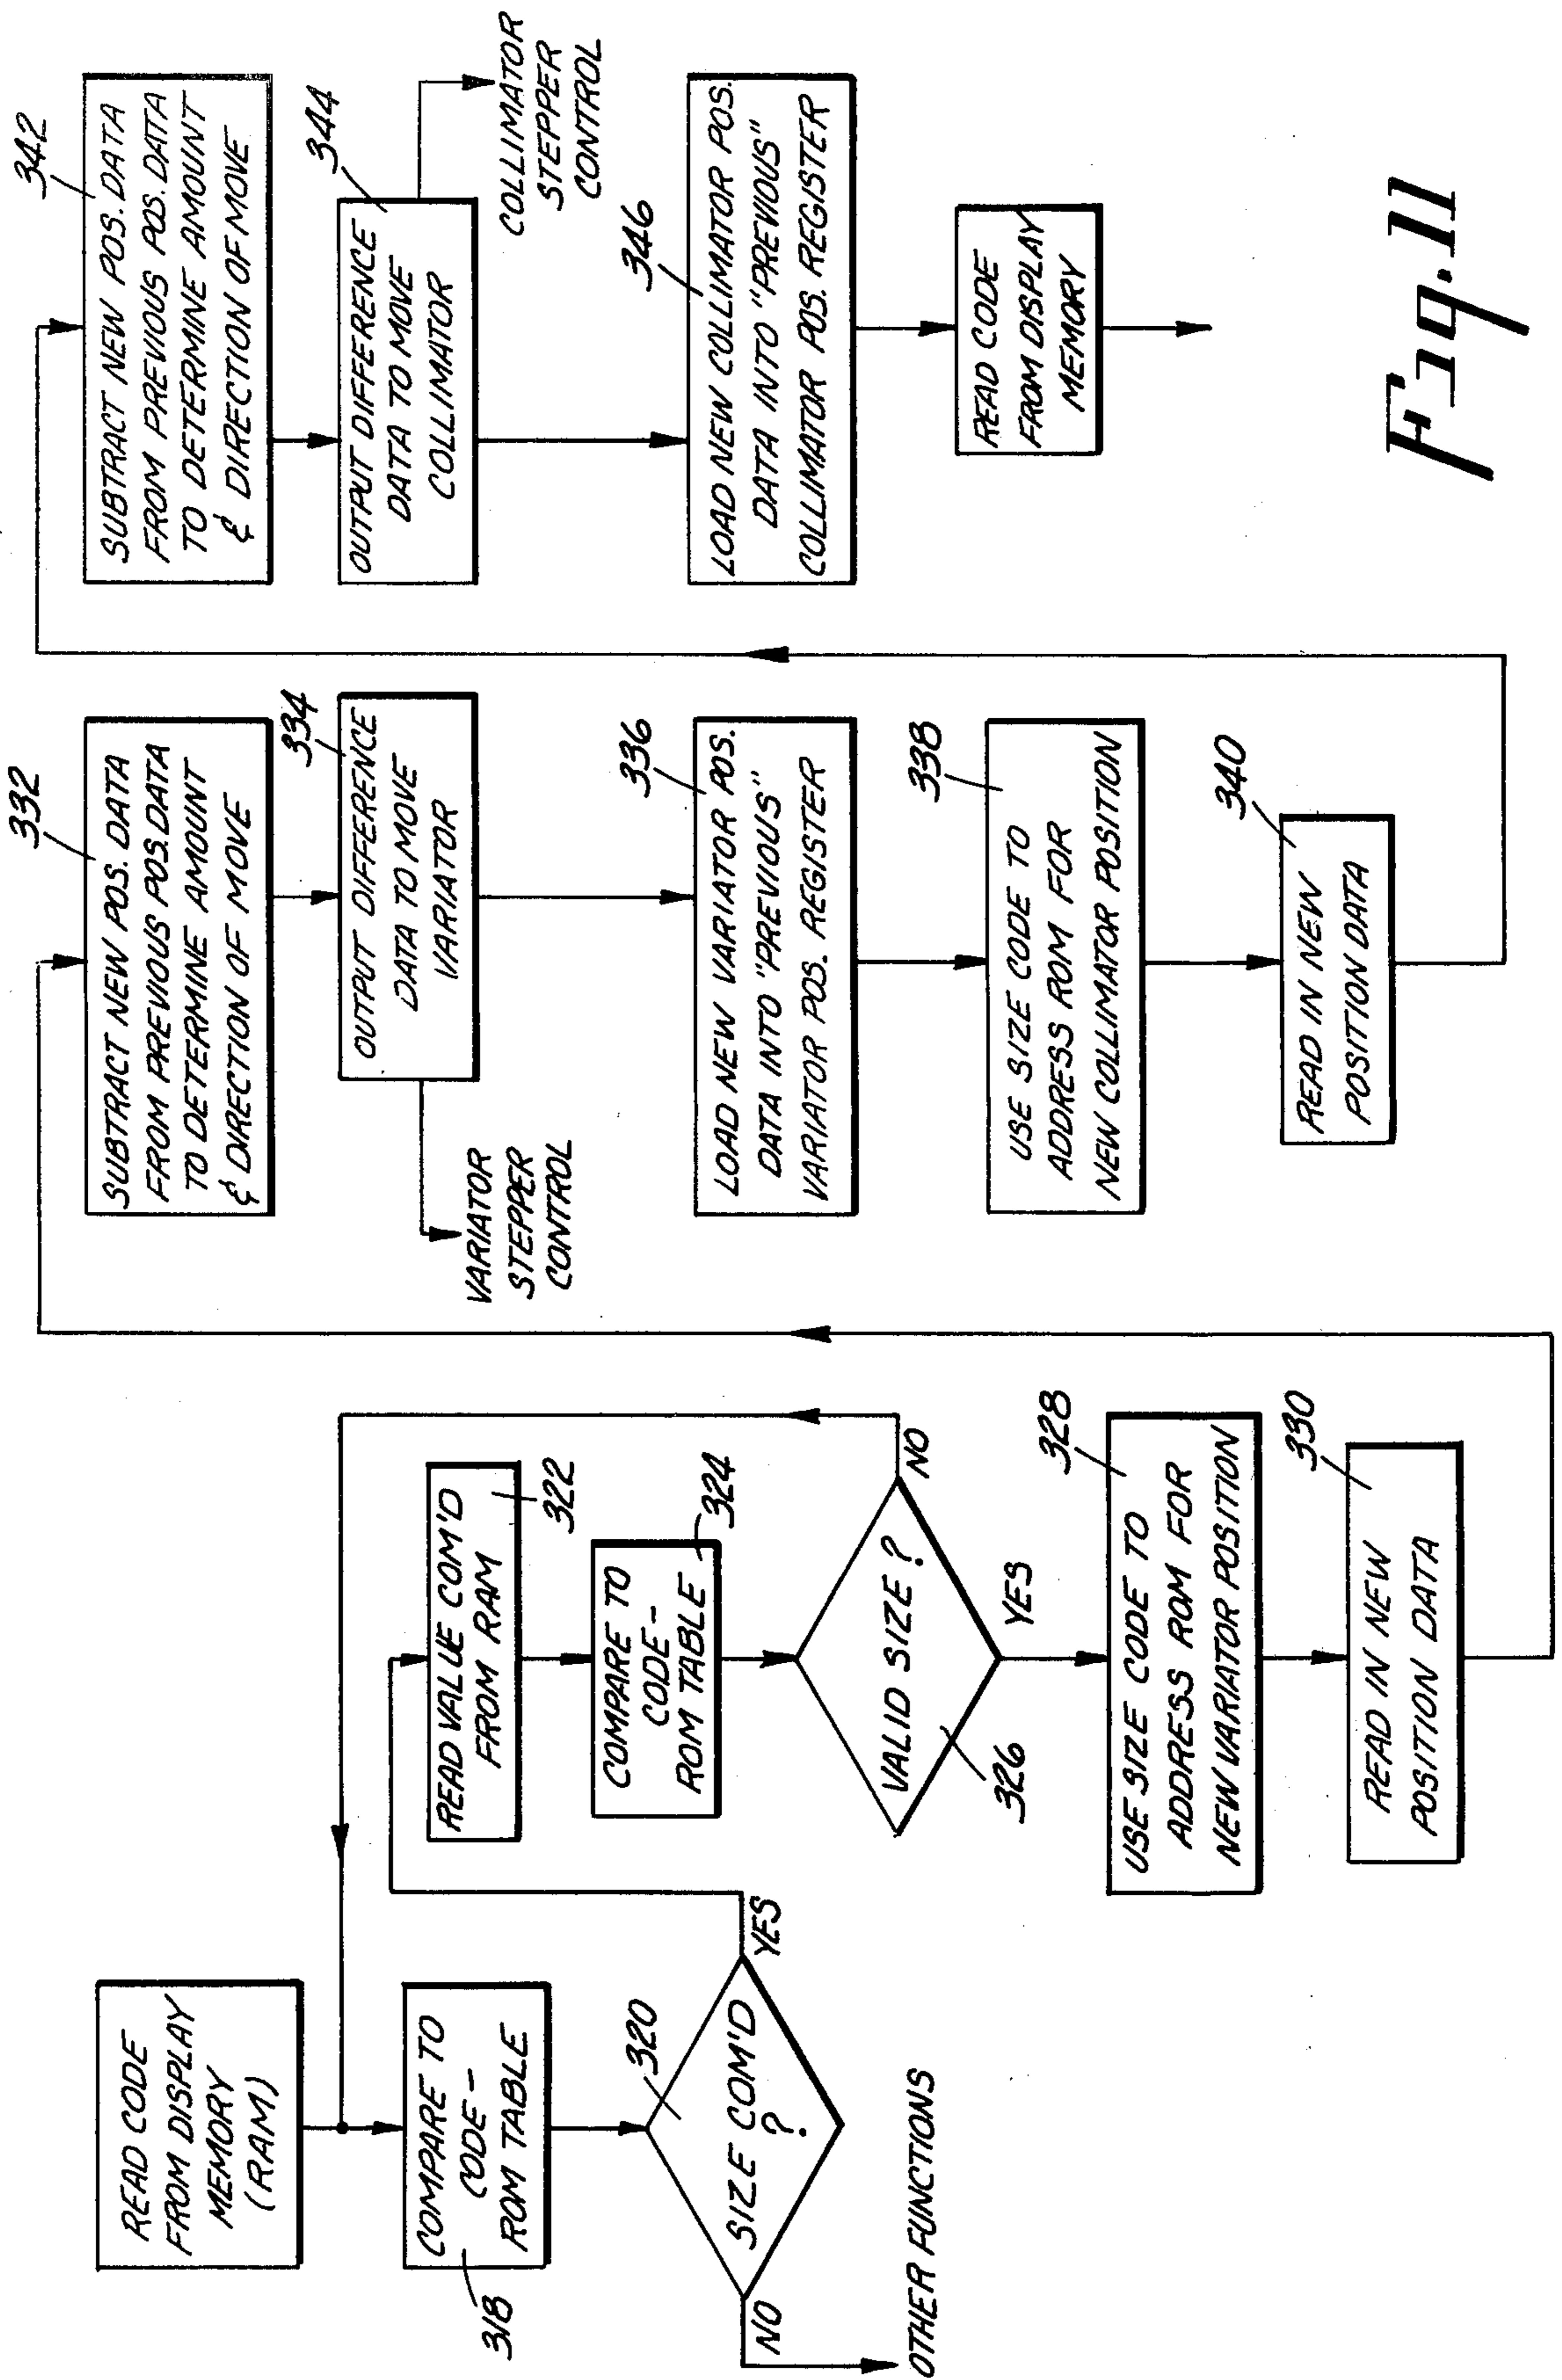 READ CODE
FROM DISPLAY
MEMORY
(RAM)
318
COMPARE TO
CODE -
ROM TABLE
320
SIZE COM'D
?
NO
YES
OTHER FUNCTIONS
READ VALUE COM'D
FROM RAM
322
COMPARE TO
CODE -
ROM TABLE
324
VALID SIZE ?
326
NO
YES
328
USE SIZE CODE TO
ADDRESS ROM FOR
NEW VARIATOR POSITION
330
READ IN NEW
POSITION DATA
332
SUBTRACT NEW POS. DATA
FROM PREVIOUS POS. DATA
TO DETERMINE AMOUNT
& DIRECTION OF MOVE
334
OUTPUT DIFFERENCE
DATA TO MOVE
VARIATOR
VARIATOR
STEPPER
CONTROL
336
LOAD NEW VARIATOR POS.
DATA INTO "PREVIOUS"
VARIATOR POS. REGISTER
338
USE SIZE CODE TO
ADDRESS ROM FOR
NEW COLLIMATOR POSITION
340
READ IN NEW
POSITION DATA
342
SUBTRACT NEW POS. DATA
FROM PREVIOUS POS. DATA
TO DETERMINE AMOUNT
& DIRECTION OF MOVE
344
OUTPUT DIFFERENCE
DATA TO MOVE
COLLIMATOR
COLLIMATOR
STEPPER
CONTROL
346
LOAD NEW COLLIMATOR POS.
DATA INTO "PREVIOUS"
COLLIMATOR POS. REGISTER
READ CODE
FROM DISPLAY
MEMORY
Fig. 11